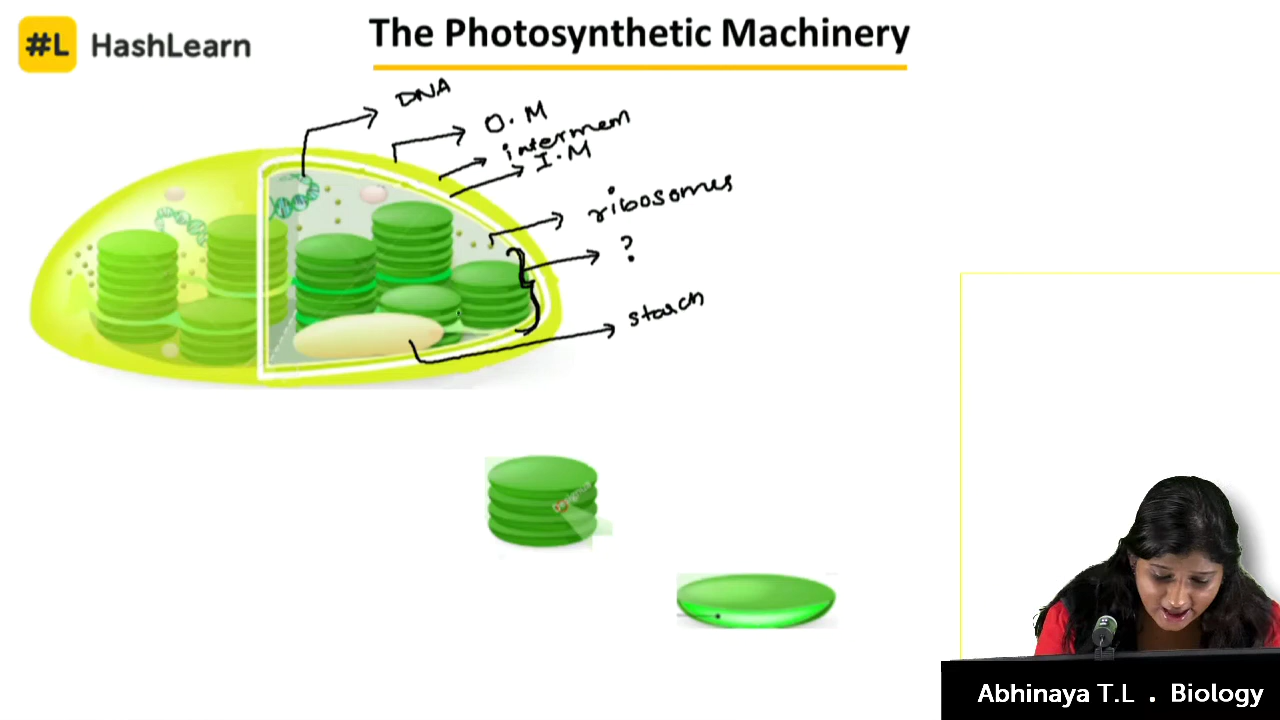 #L HashLearn
The Photosynthetic Machinery
DNA
O.M
intermem
I.M
ribosomes
?
starch
Abhinaya T.L . Biology